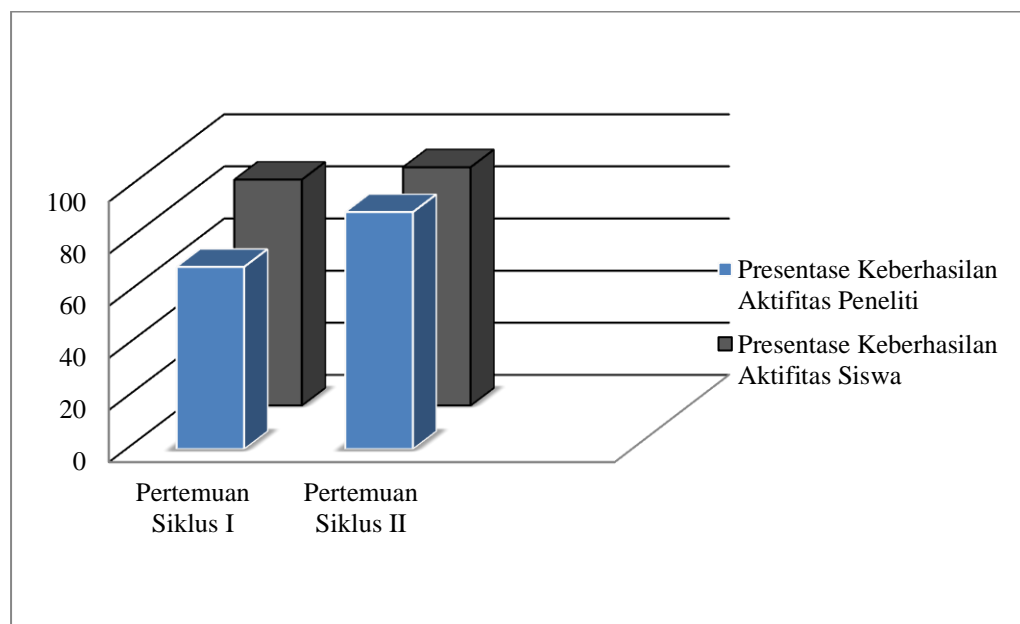 100
80
60
40
20
0
Pertemuan
Siklus I
Pertemuan
Siklus II
Presentase Keberhasilan
Aktifitas Peneliti
Presentase Keberhasilan
Aktifitas Siswa